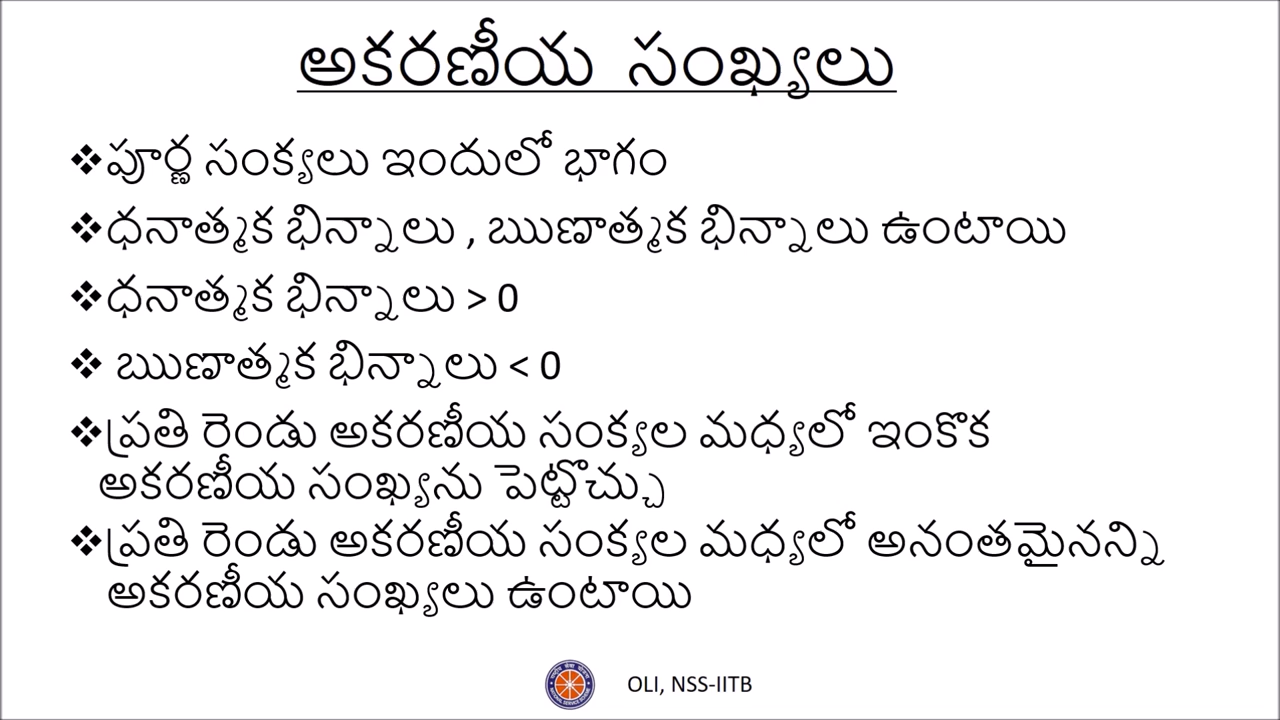 అకరణీయ సంఖ్యలు
❖పూర్ణ సంక్యలు ఇందులో భాగం
❖ధనాత్మక భిన్నాలు , ఋణాత్మక భిన్నాలు ఉంటాయి
❖ధనాత్మక భిన్నాలు > 0
❖ ఋణాత్మక భిన్నాలు < 0
❖ప్రతి రెండు అకరణీయ సంక్యల మధ్యలో ఇంకొక
అకరణీయ సంఖ్యను పెట్టొచ్చు
❖ప్రతి రెండు అకరణీయ సంక్యల మధ్యలో అనంతమైనన్ని
అకరణీయ సంఖ్యలు ఉంటాయి
OLI, NSS-IITB